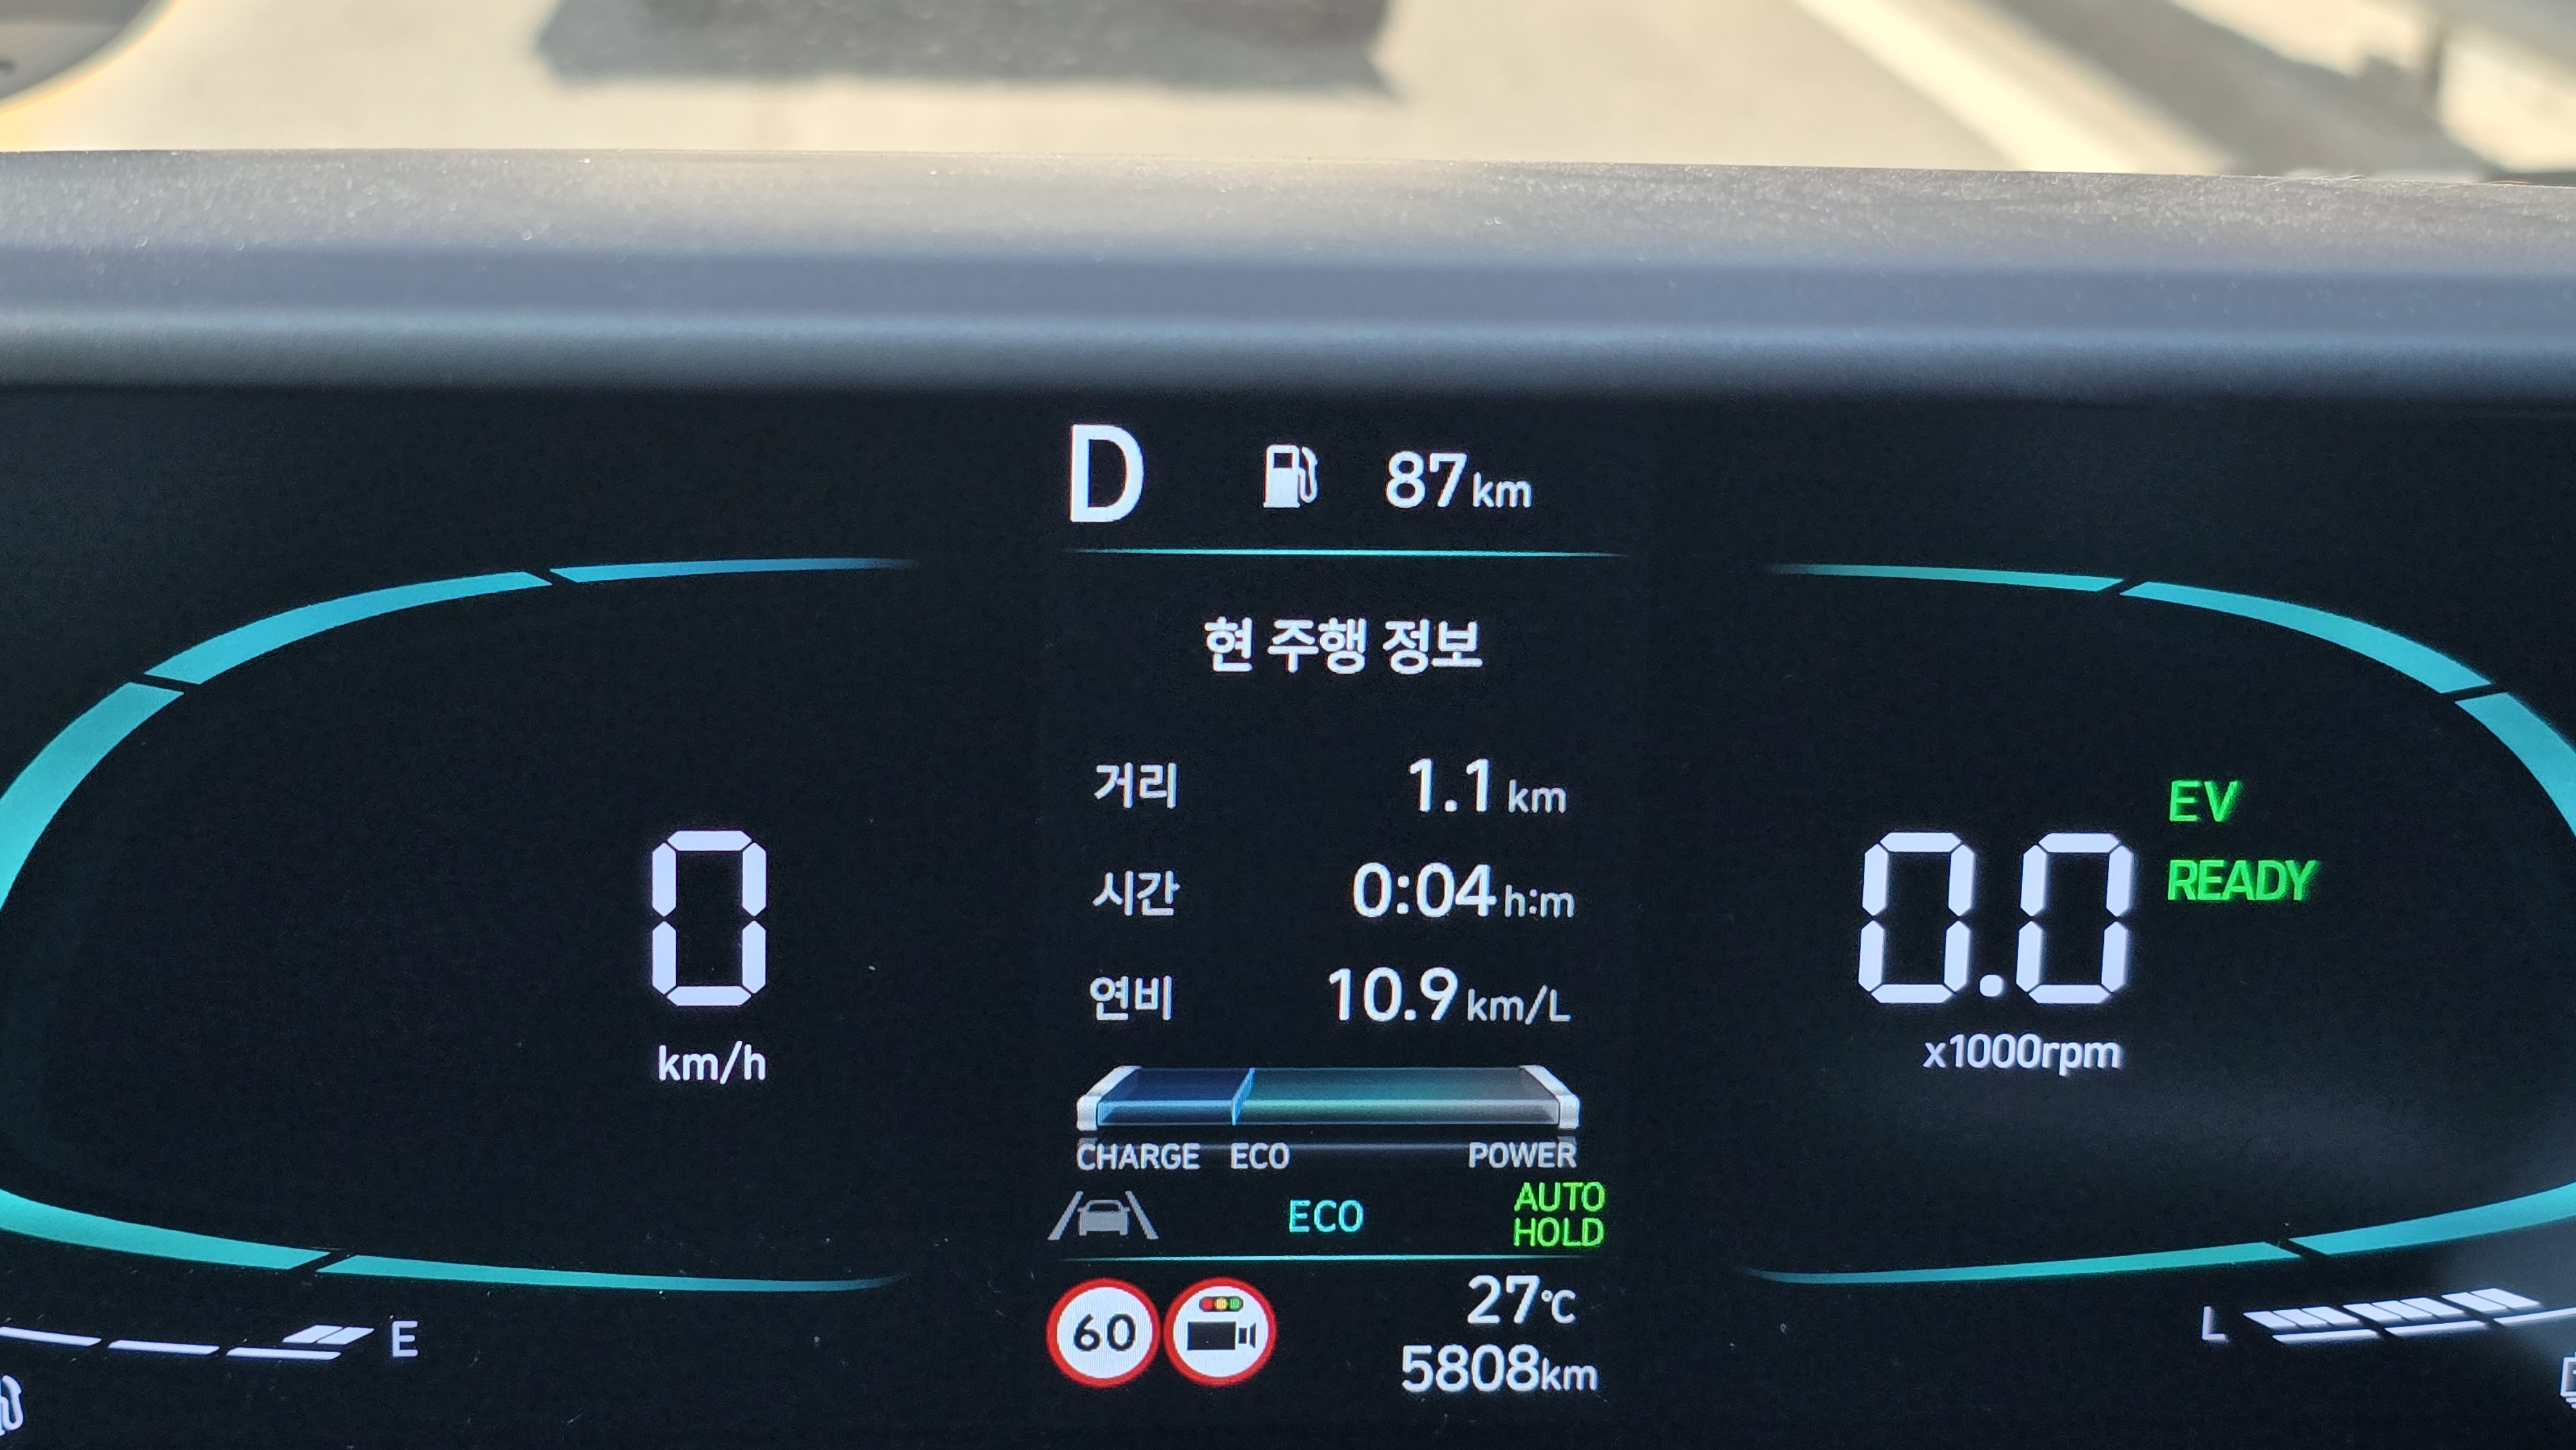 D 87km
현 주행 정보
거리 1.1 km
시간 0:04 h:m
연비 10.9 km/L
0
km/h
0.0
x1000rpm
EV
READY
CHARGE ECO POWER
ECO
AUTO
HOLD
60
27℃
5808km
E
L